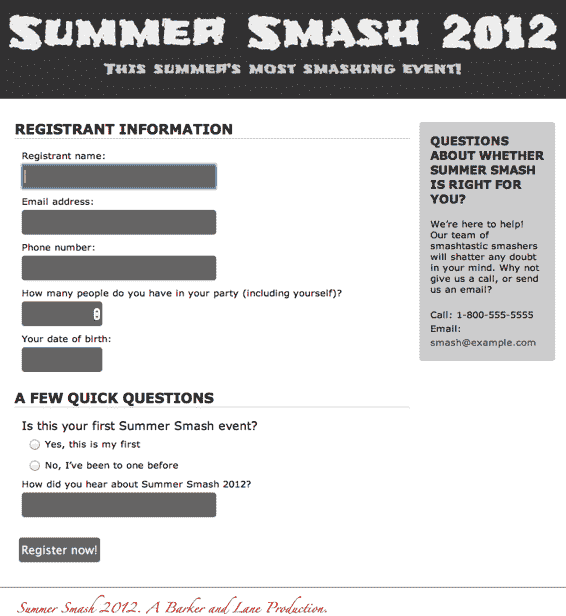 Summer Smash 2012
This summer's most smashing event!
REGISTRANT INFORMATION
Registrant name:
Email address:
Phone number:
How many people do you have in your party (including yourself)?
Your date of birth:
A FEW QUICK QUESTIONS
Is this your first Summer Smash event?
Yes, this is my first
No, I've been to one before
How did you hear about Summer Smash 2012?
Register now!
QUESTIONS
ABOUT WHETHER
SUMMER SMASH
IS RIGHT FOR
YOU?
We're here to help!
Our team of
smashtastic smashers
will shatter any doubt
in your mind. Why not
give us a call, or send
us an email?
Call: 1-800-555-5555
Email:
smash@example.com
Summer Smash 2012. A Barker and Lane Production.